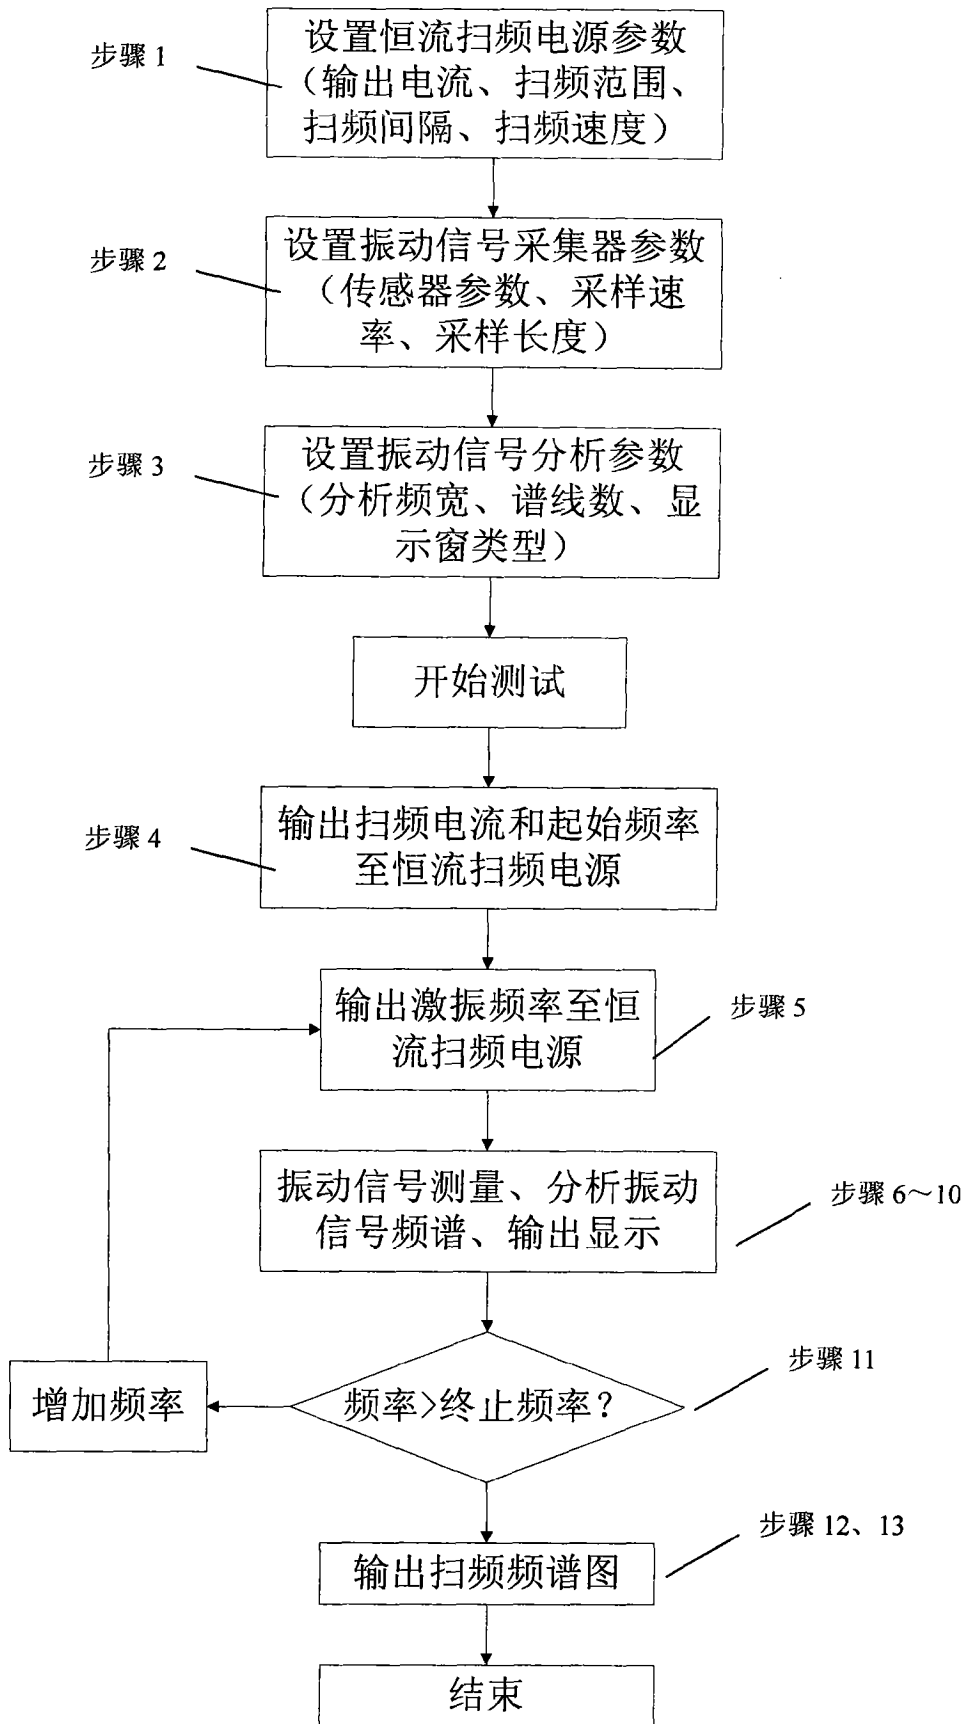 步骤 1
设置恒流扫频电源参数
（输出电流、扫频范围、
扫频间隔、扫频速度）
步骤 2
设置振动信号采集器参数
（传感器参数、采样速
率、采样长度）
步骤 3
设置振动信号分析参数
（分析频宽、谱线数、显
示窗类型）
开始测试
步骤 4
输出扫频电流和起始频率
至恒流扫频电源
输出激振频率至恒
流扫频电源
步骤 5
振动信号测量、分析振动
信号频谱、输出显示
步骤 6～10
频率>终止频率？
步骤 11
增加频率
输出扫频频谱图
步骤 12、13
结束